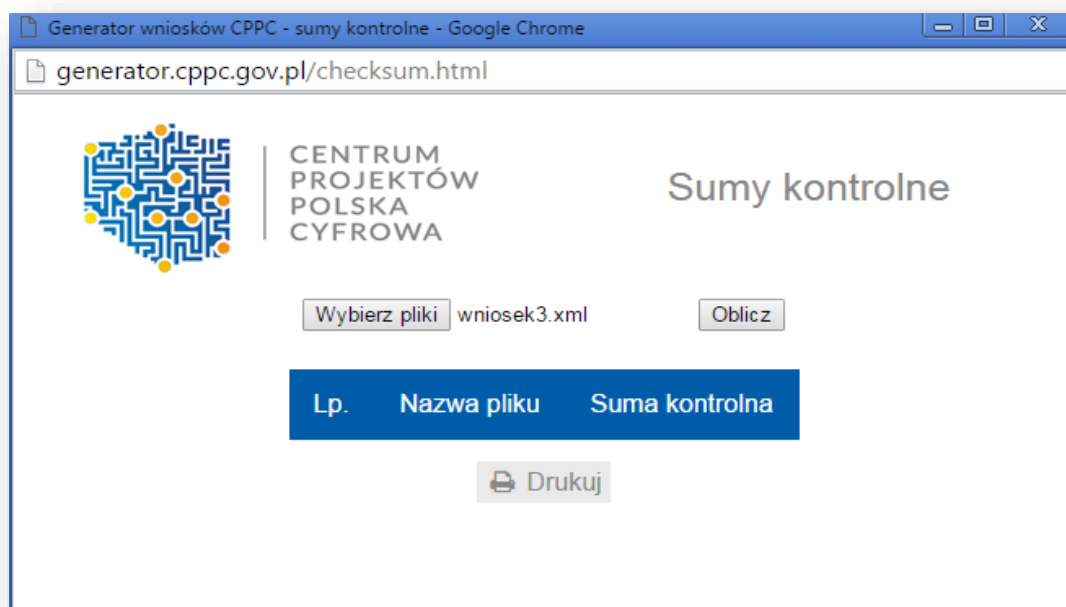 Generator wniosków CPPC - sumy kontrolne - Google Chrome
generator.cppc.gov.pl/checksum.html
CENTRUM
PROJEKTÓW
POLSKA
CYFROWA
Sumy kontrolne
Wybierz pliki wniosek3.xml Oblicz
Lp. Nazwa pliku Suma kontrolna
Drukuj